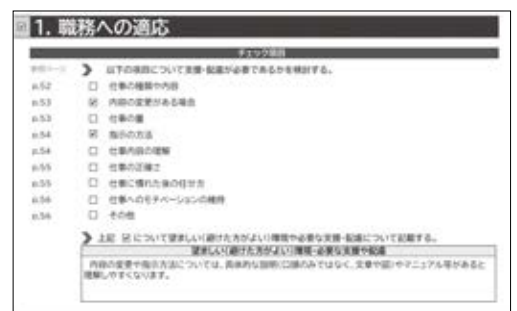 1. 職務への適応
チェック項目
参照ページ
以下の項目について支援・配慮が必要であるかを検討する。
p.52 □ 仕事の種類や内容
p.53 ☑ 内容の変更がある場合
p.53 □ 仕事の量
p.54 ☑ 指示の方法
p.54 □ 仕事内容の理解
p.55 □ 仕事の正確さ
p.55 □ 仕事に慣れた後の任せ方
p.56 □ 仕事へのモチベーションの維持
p.56 □ その他
上記 ☑ について望ましい(避けた方がよい)環境や必要な支援・配慮について記載する。
望ましい(避けた方がよい)環境・必要な支援や配慮
内容の変更や指示方法については、具体的な説明(口頭のみではなく、文章や図)やマニュアル等があると
理解しやすくなります。